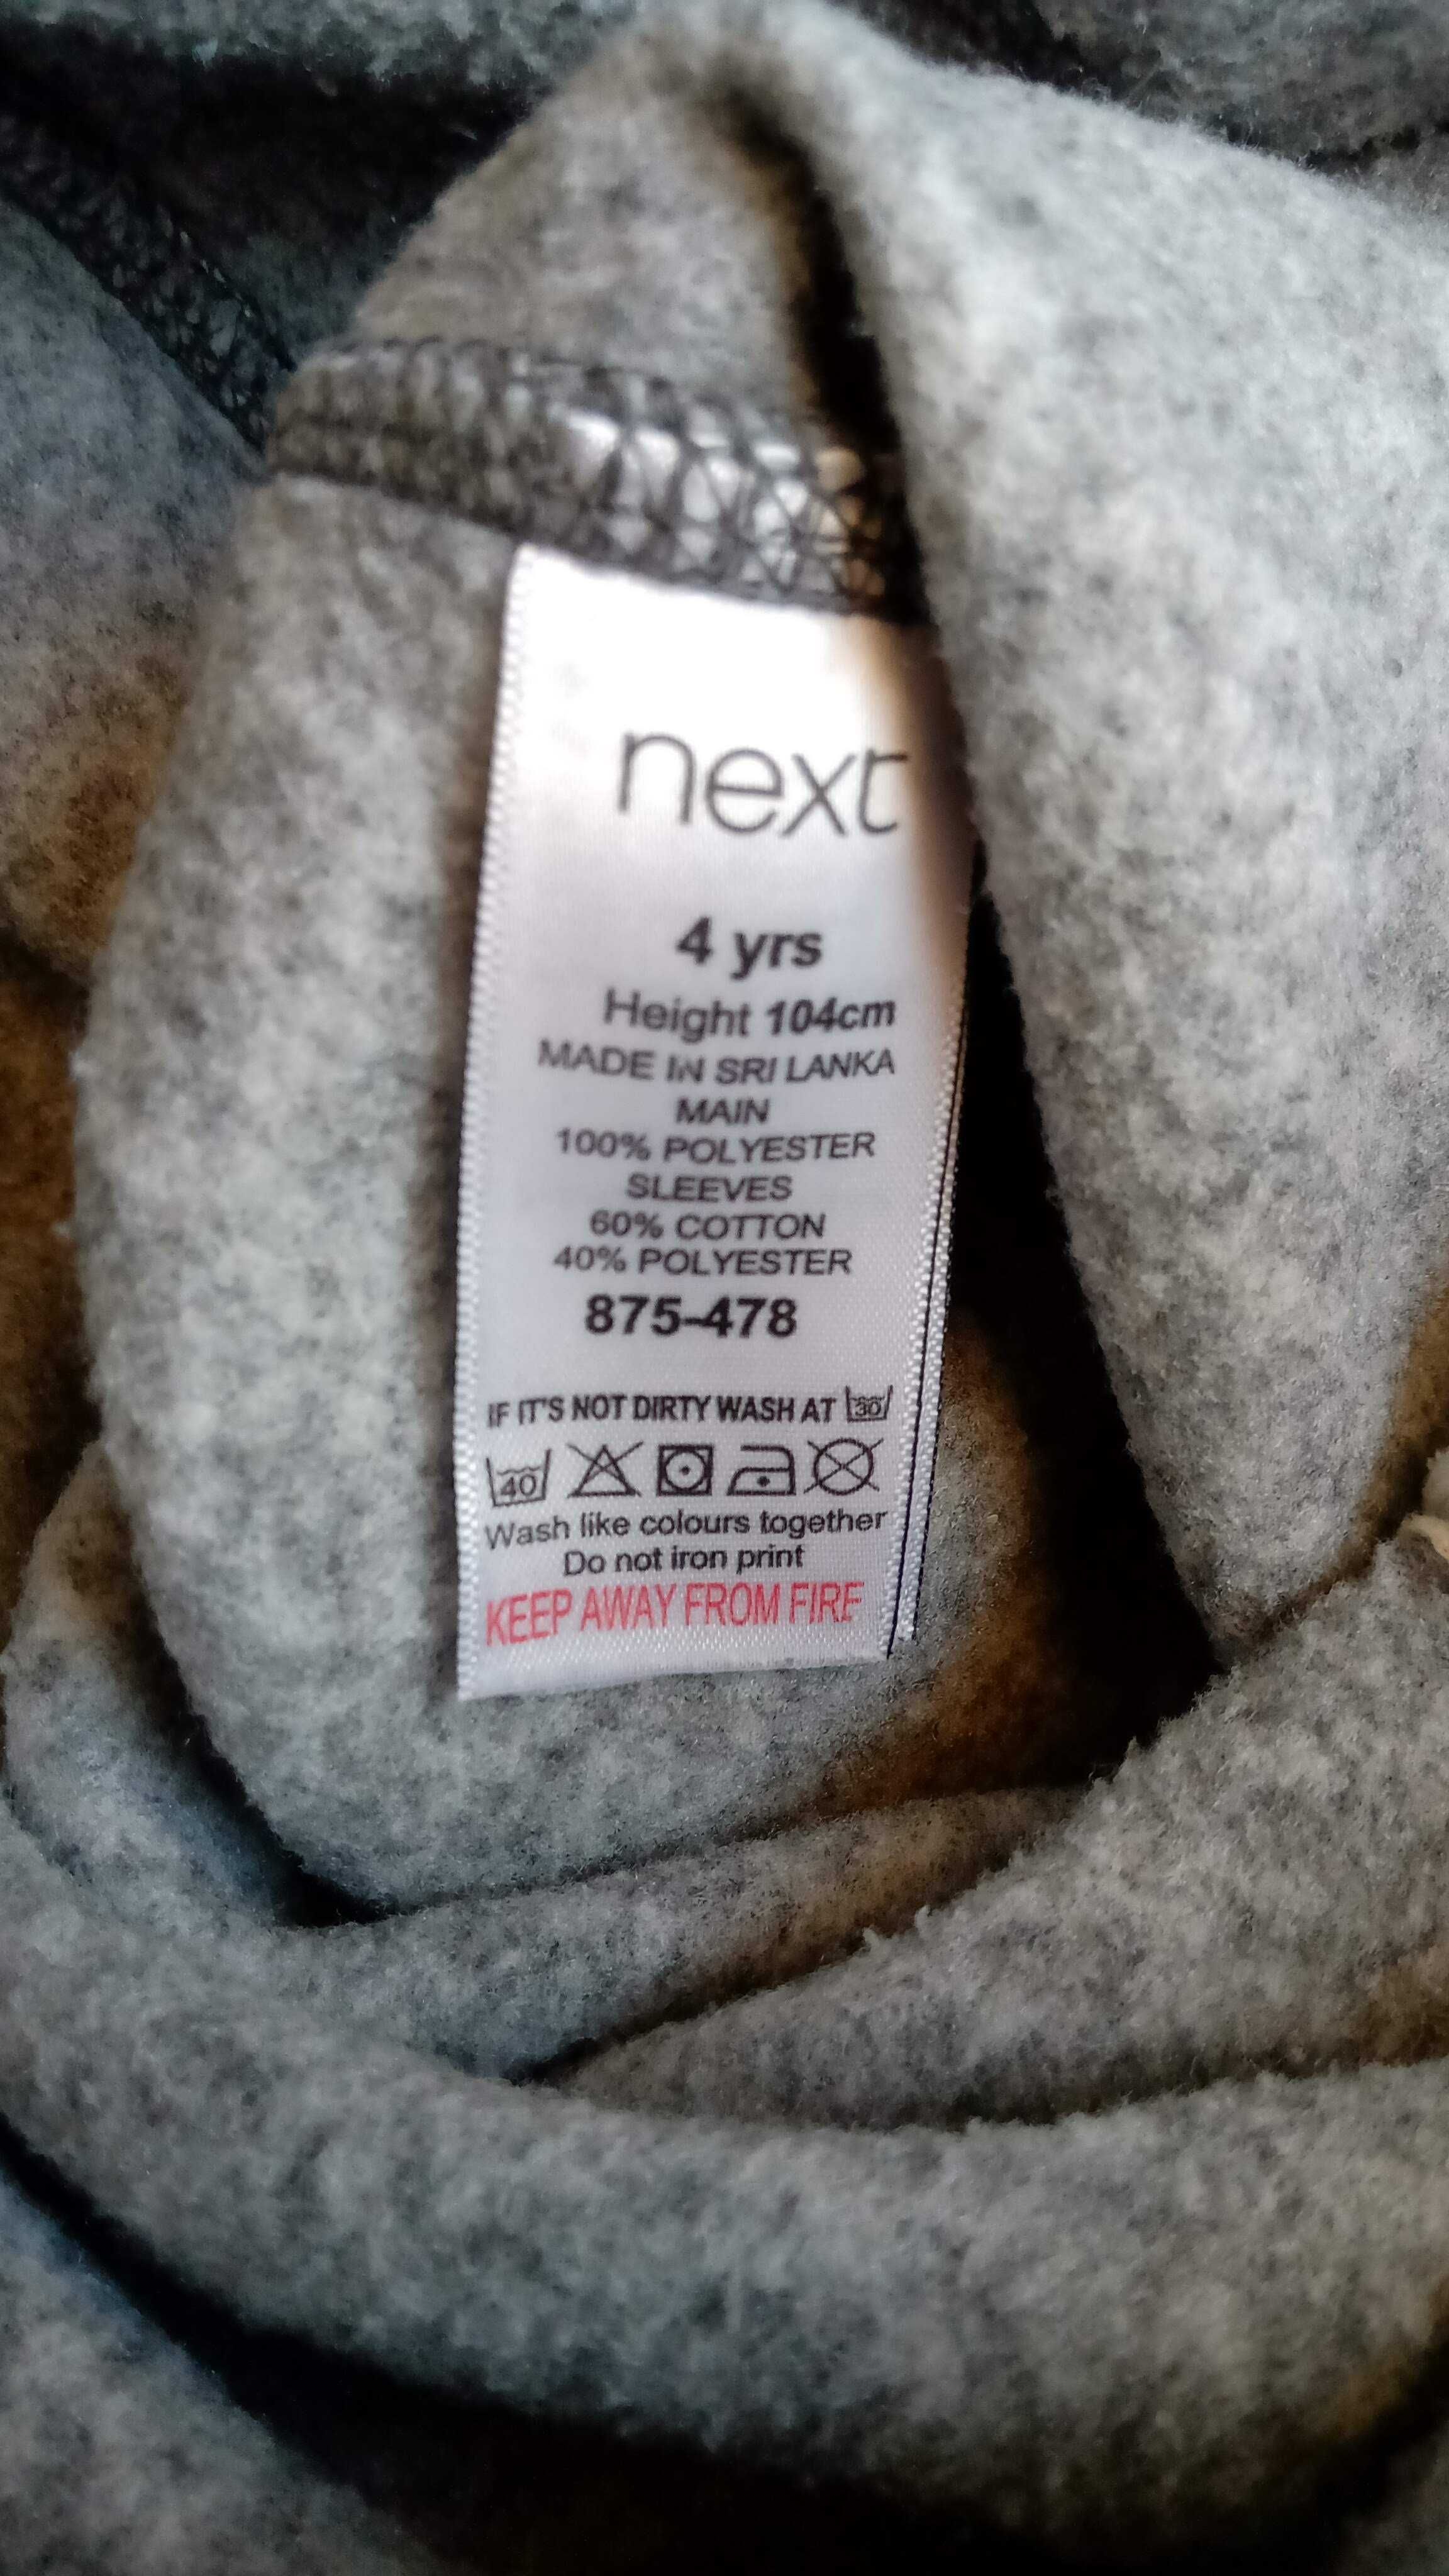 next
4 yrs
Height 104cm
MADE IN SRI LANKA
MAIN
100% POLYESTER
SLEEVES
60% COTTON
40% POLYESTER
875-478
IF IT'S NOT DIRTY WASH AT 30
40
Wash like colours together
Do not iron print
KEEP AWAY FROM FIRE